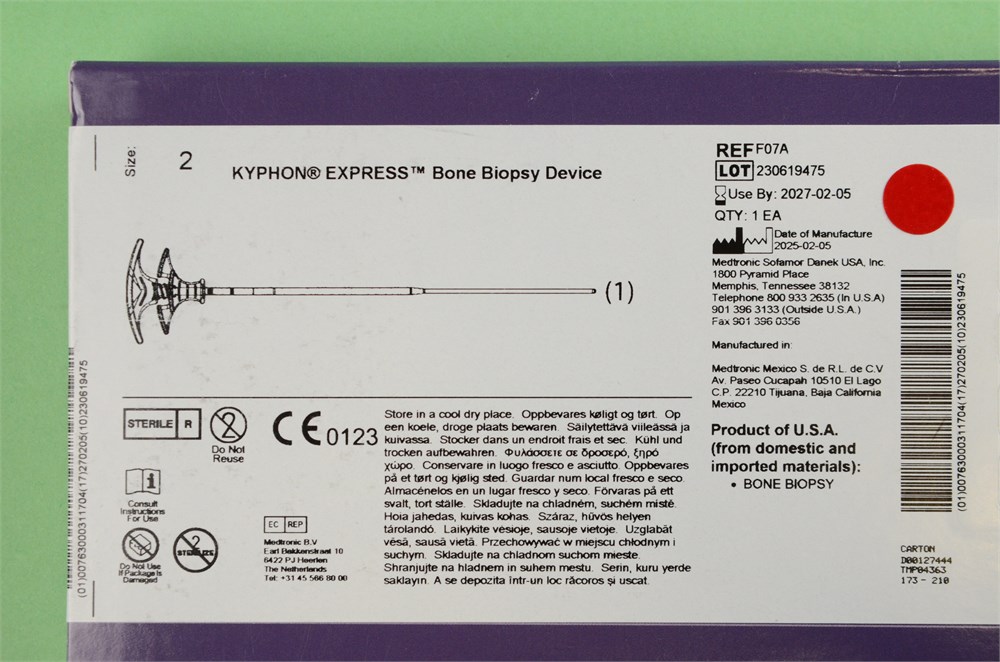 Size:
2
KYPHON® EXPRESS™ Bone Biopsy Device
(1)
REF F07A
LOT 230619475
Use By: 2027-02-05
QTY: 1 EA
Date of Manufacture
2025-02-05
Medtronic Sofamor Danek USA, Inc.
1800 Pyramid Place
Memphis, Tennessee 38132
Telephone 800 933 2635 (In U.S.A)
901 396 3133 (Outside U.S.A.)
Fax 901 396 0356
Manufactured in:
Medtronic Mexico S. de R.L. de C.V
Av. Paseo Cucapah 10510 El Lago
C.P. 22210 Tijuana, Baja California
Mexico
Product of U.S.A.
(from domestic and
imported materials):
• BONE BIOPSY
(01)00763000311704(17)270205(10)230619475
CARTON
D00127444
TMP04363
173 - 210
(01)00763000311704(17)270205(10)230619475
STERILE R
2
Do Not
Reuse
CE 0123
i
Consult
Instructions
For Use
Do Not Use
If Package Is
Damaged
2
STERILIZE
EC REP
Medtronic B.V
Earl Bakkenstraat 10
6422 PJ Heerlen
The Netherlands
Tel: +31 45 566 80 00
Store in a cool dry place. Oppbevares køligt og tørt. Op
een koele, droge plaats bewaren. Säilytettävä viileässä ja
kuivassa. Stocker dans un endroit frais et sec. Kühl und
trocken aufbewahren. Φυλάσσετε σε δροσερό, ξηρό
χώρο. Conservare in luogo fresco e asciutto. Oppbevares
på et tørt og kjølig sted. Guardar num local fresco e seco.
Almacénelos en un lugar fresco y seco. Förvaras på ett
svalt, tort ställe. Skladujte na chladném, suchém místě.
Hoia jahedas, kuivas kohas. Száraz, hűvös helyen
tárolandó. Laikykite vėsioje, sausoje vietoje. Uzglabāt
vēsā, sausā vietā. Przechowywać w miejscu chłodnym i
suchym. Skladujte na chladnom suchom mieste.
Shranjujte na hladnem in suhem mestu. Serin, kuru yerde
saklayın. A se depozita într-un loc răcoros și uscat.